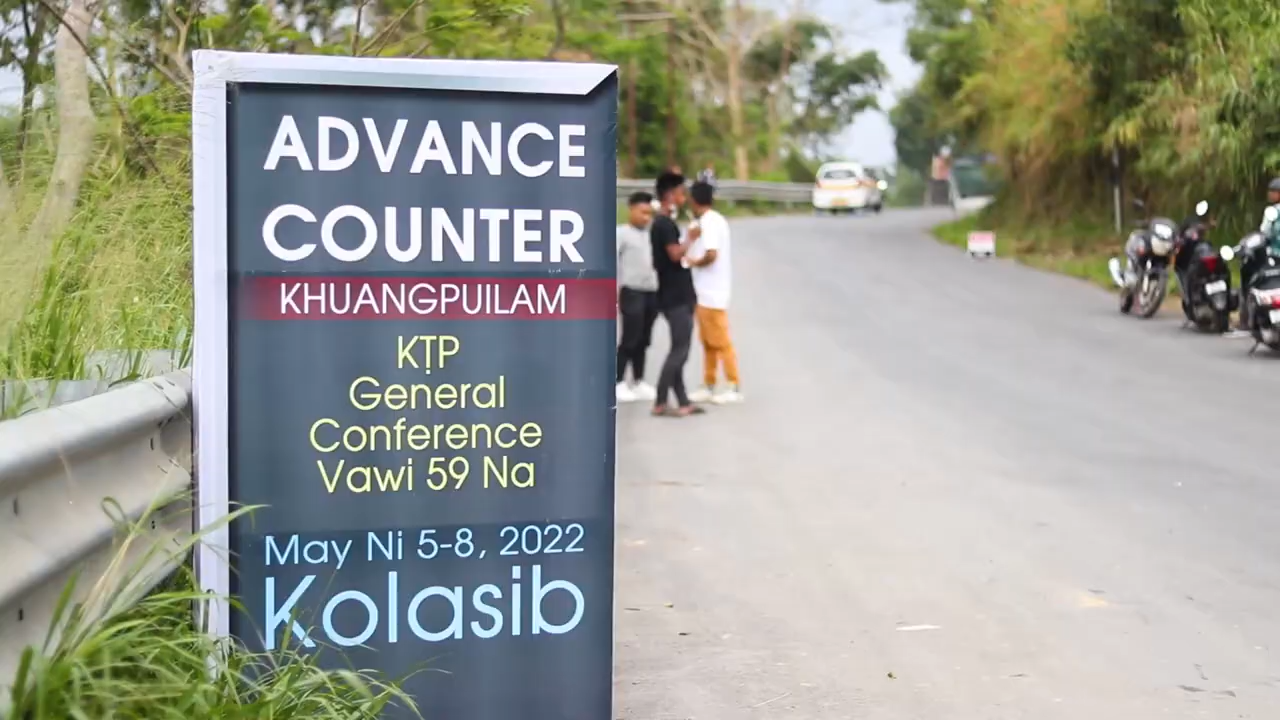 ADVANCE
COUNTER
KHUANGPUILAM
KṬP
General
Conference
Vawi 59 Na
May Ni 5-8, 2022
Kolasib